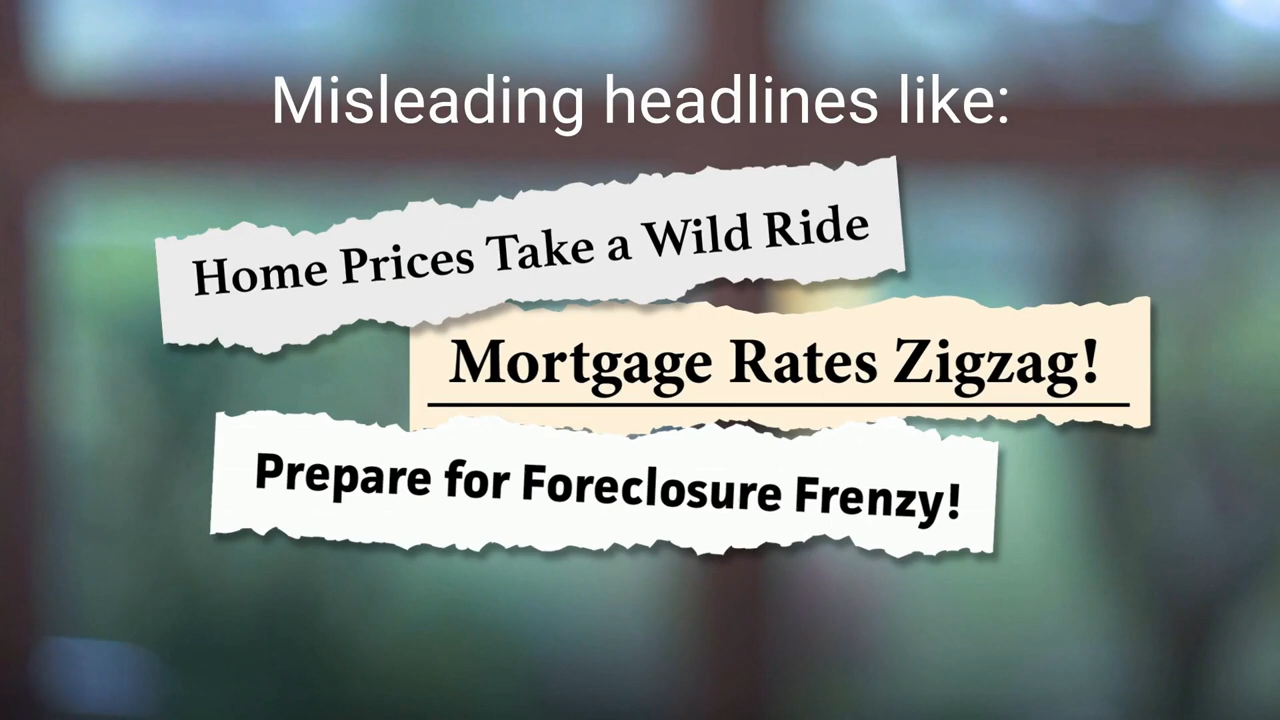 Misleading headlines like:
Home Prices Take a Wild Ride
Mortgage Rates Zigzag!
Prepare for Foreclosure Frenzy!